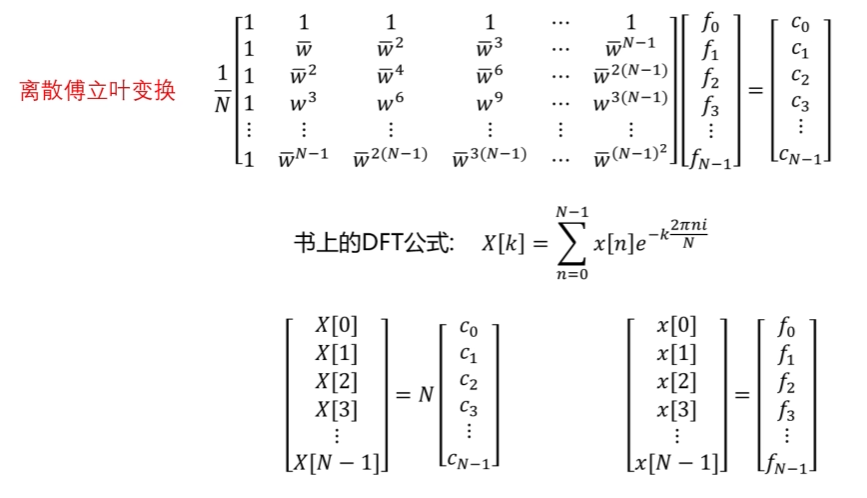 离散傅立叶变换
\frac{1}{N} \begin{bmatrix} 1 & 1 & 1 & 1 & \cdots & 1 \\ 1 & \overline{w} & \overline{w}^2 & \overline{w}^3 & \cdots & \overline{w}^{N-1} \\ 1 & \overline{w}^2 & \overline{w}^4 & \overline{w}^6 & \cdots & \overline{w}^{2(N-1)} \\ 1 & w^3 & w^6 & w^9 & \cdots & w^{3(N-1)} \\ \vdots & \vdots & \vdots & \vdots & \vdots & \vdots \\ 1 & \overline{w}^{N-1} & \overline{w}^{2(N-1)} & \overline{w}^{3(N-1)} & \cdots & \overline{w}^{(N-1)^2} \end{bmatrix} \begin{bmatrix} f_0 \\ f_1 \\ f_2 \\ f_3 \\ \vdots \\ f_{N-1} \end{bmatrix} = \begin{bmatrix} c_0 \\ c_1 \\ c_2 \\ c_3 \\ \vdots \\ c_{N-1} \end{bmatrix}
书上的DFT公式: X[k] = \sum_{n=0}^{N-1} x[n]e^{-k\frac{2\pi ni}{N}}
\begin{bmatrix} X[0] \\ X[1] \\ X[2] \\ X[3] \\ \vdots \\ X[N-1] \end{bmatrix} = N \begin{bmatrix} c_0 \\ c_1 \\ c_2 \\ c_3 \\ \vdots \\ c_{N-1} \end{bmatrix}
\begin{bmatrix} x[0] \\ x[1] \\ x[2] \\ x[3] \\ \vdots \\ x[N-1] \end{bmatrix} = \begin{bmatrix} f_0 \\ f_1 \\ f_2 \\ f_3 \\ \vdots \\ f_{N-1} \end{bmatrix}